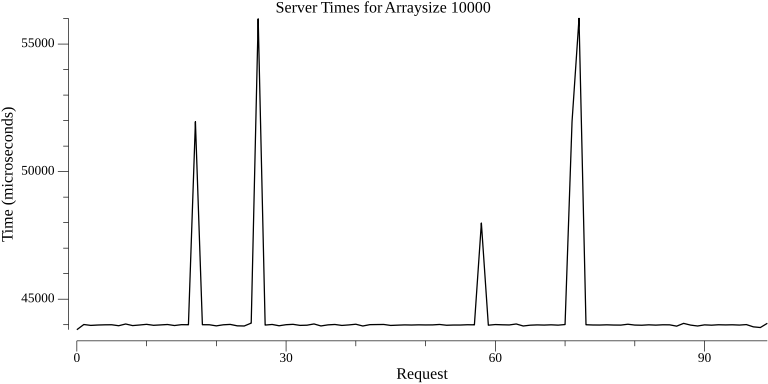 Server Times for Arraysize 10000
55000
50000
45000
Time (microseconds)
0 30 60 90
Request